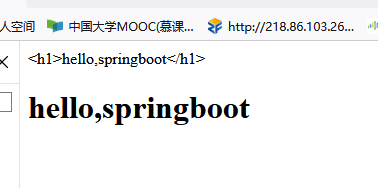 人空间 中国大学MOOC(慕课... http://218.86.103.26...
<h1>hello,springboot</h1>
hello,springboot